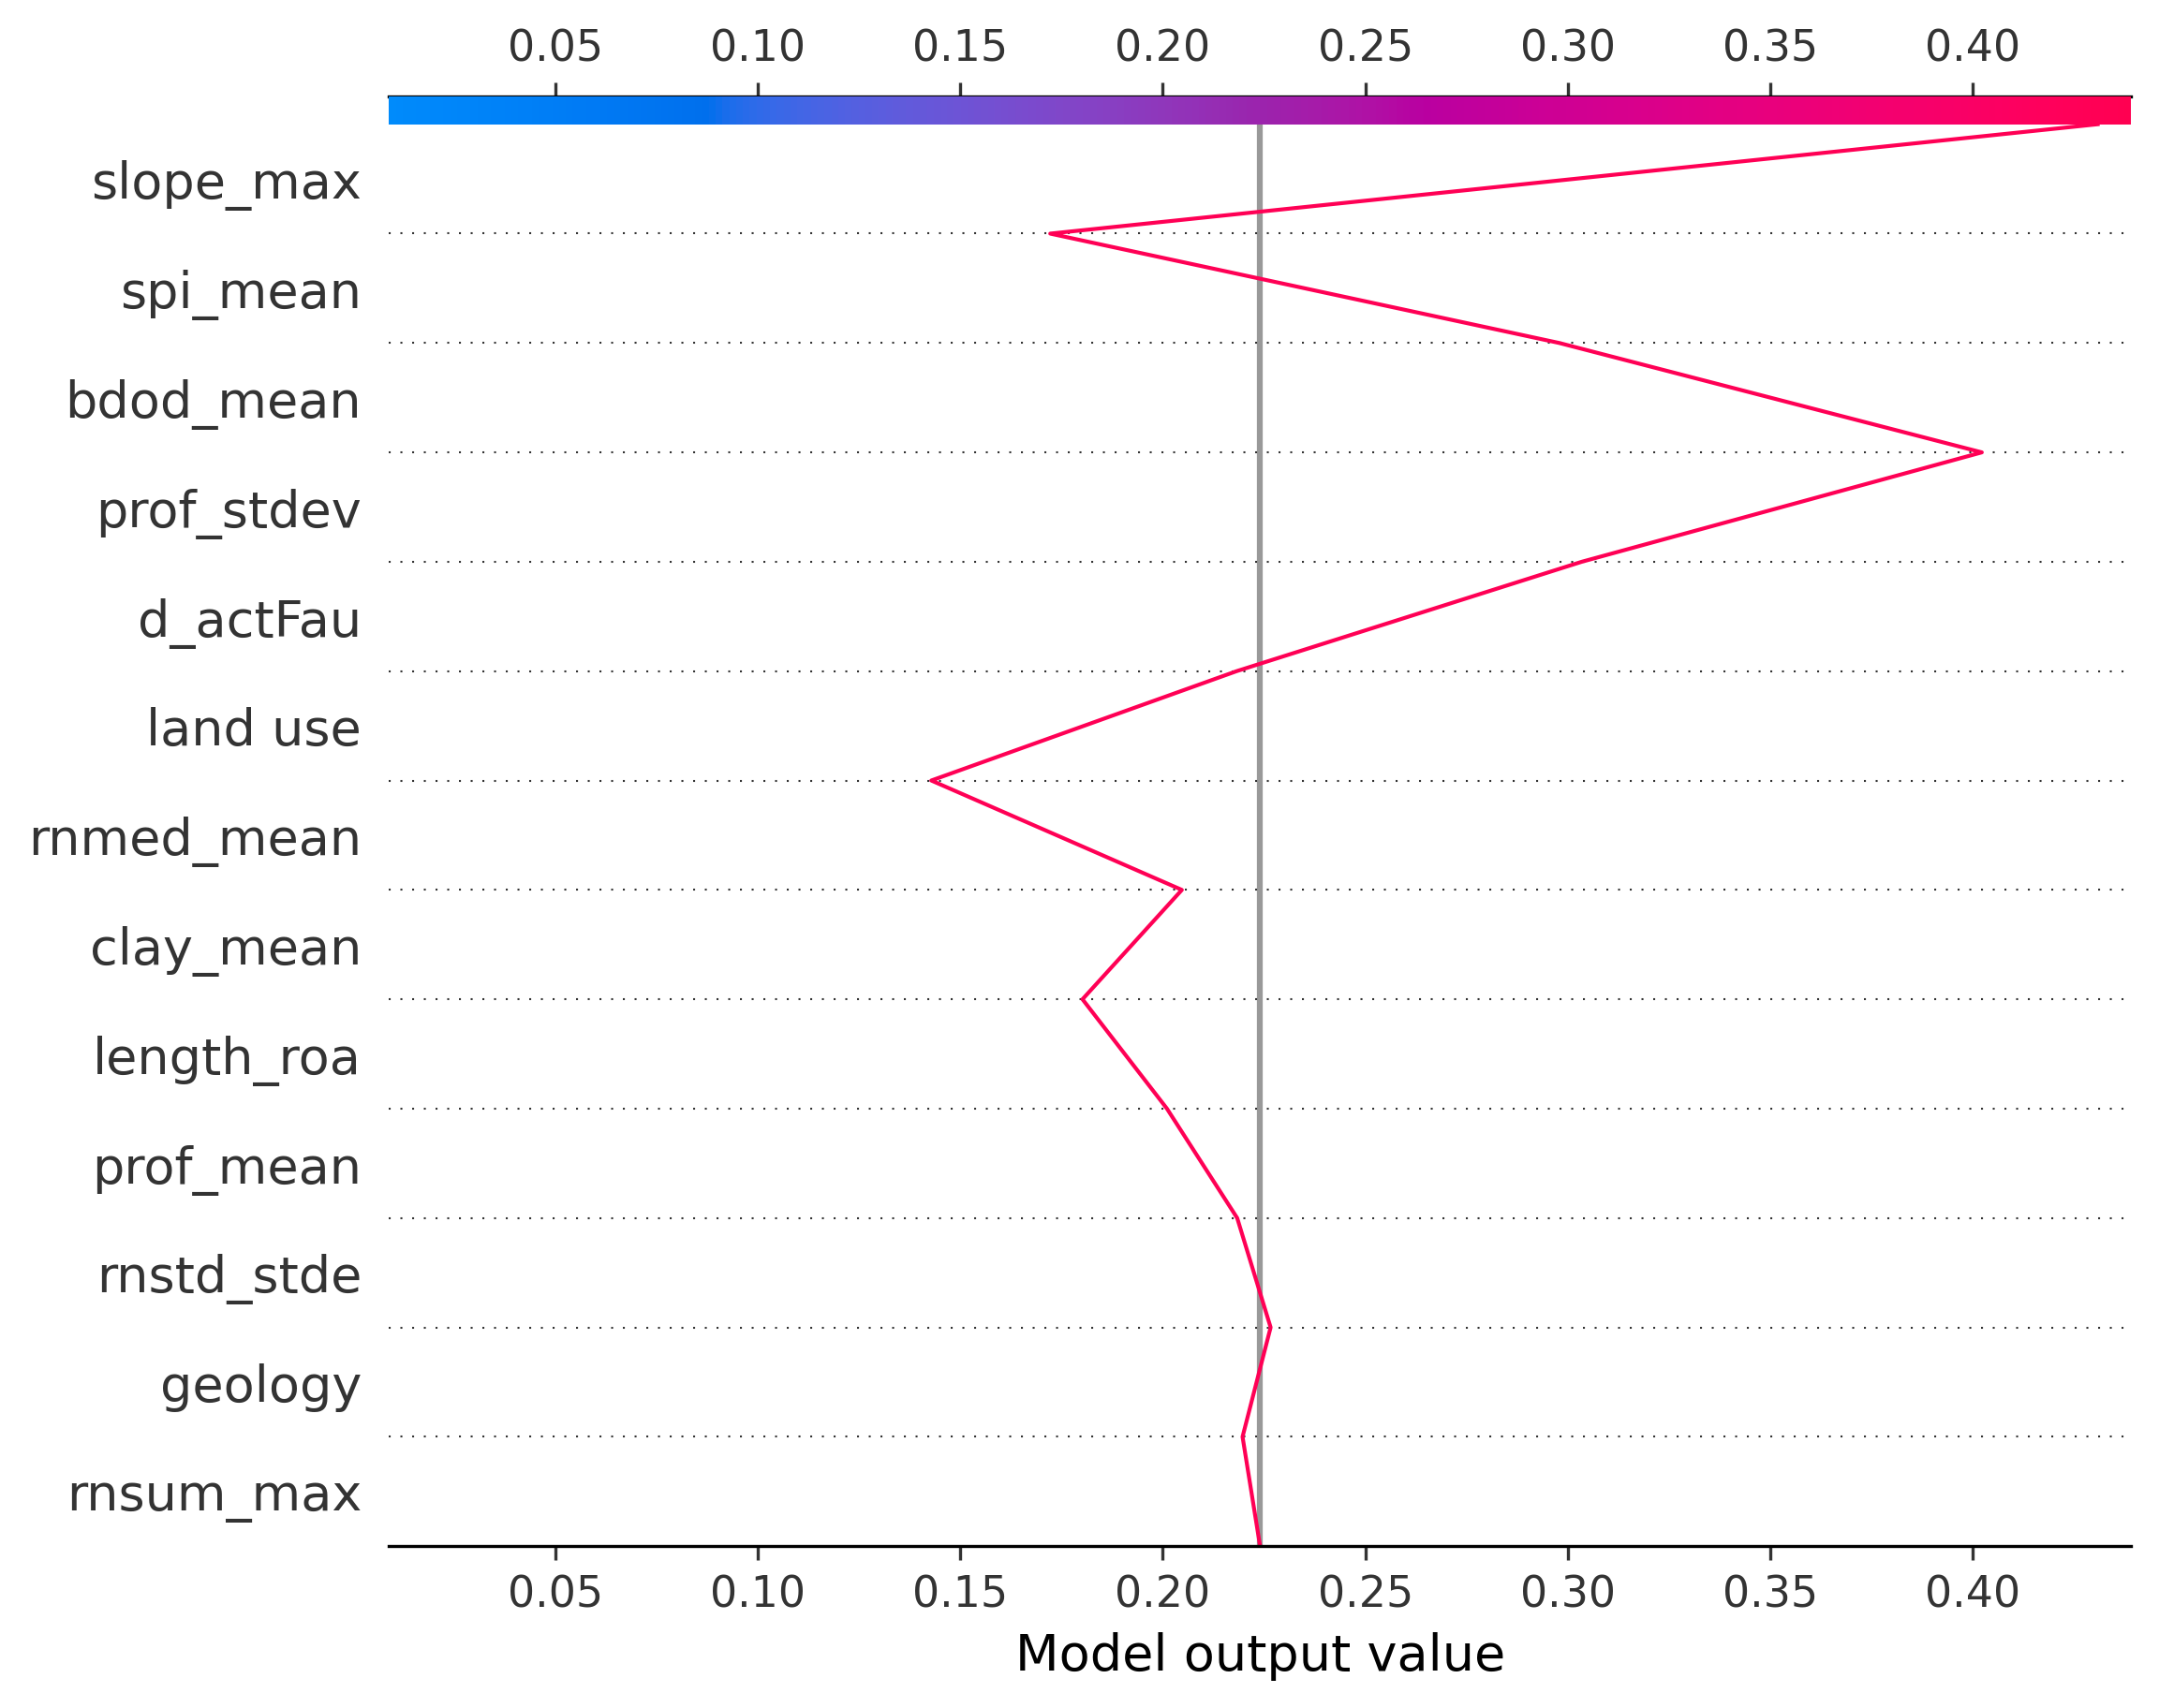 0.05 0.10 0.15 0.20 0.25 0.30 0.35 0.40
slope_max
spi_mean
bdod_mean
prof_stdev
d_actFau
land use
rnmed_mean
clay_mean
length_roa
prof_mean
rnstd_stde
geology
rnsum_max
0.05 0.10 0.15 0.20 0.25 0.30 0.35 0.40
Model output value